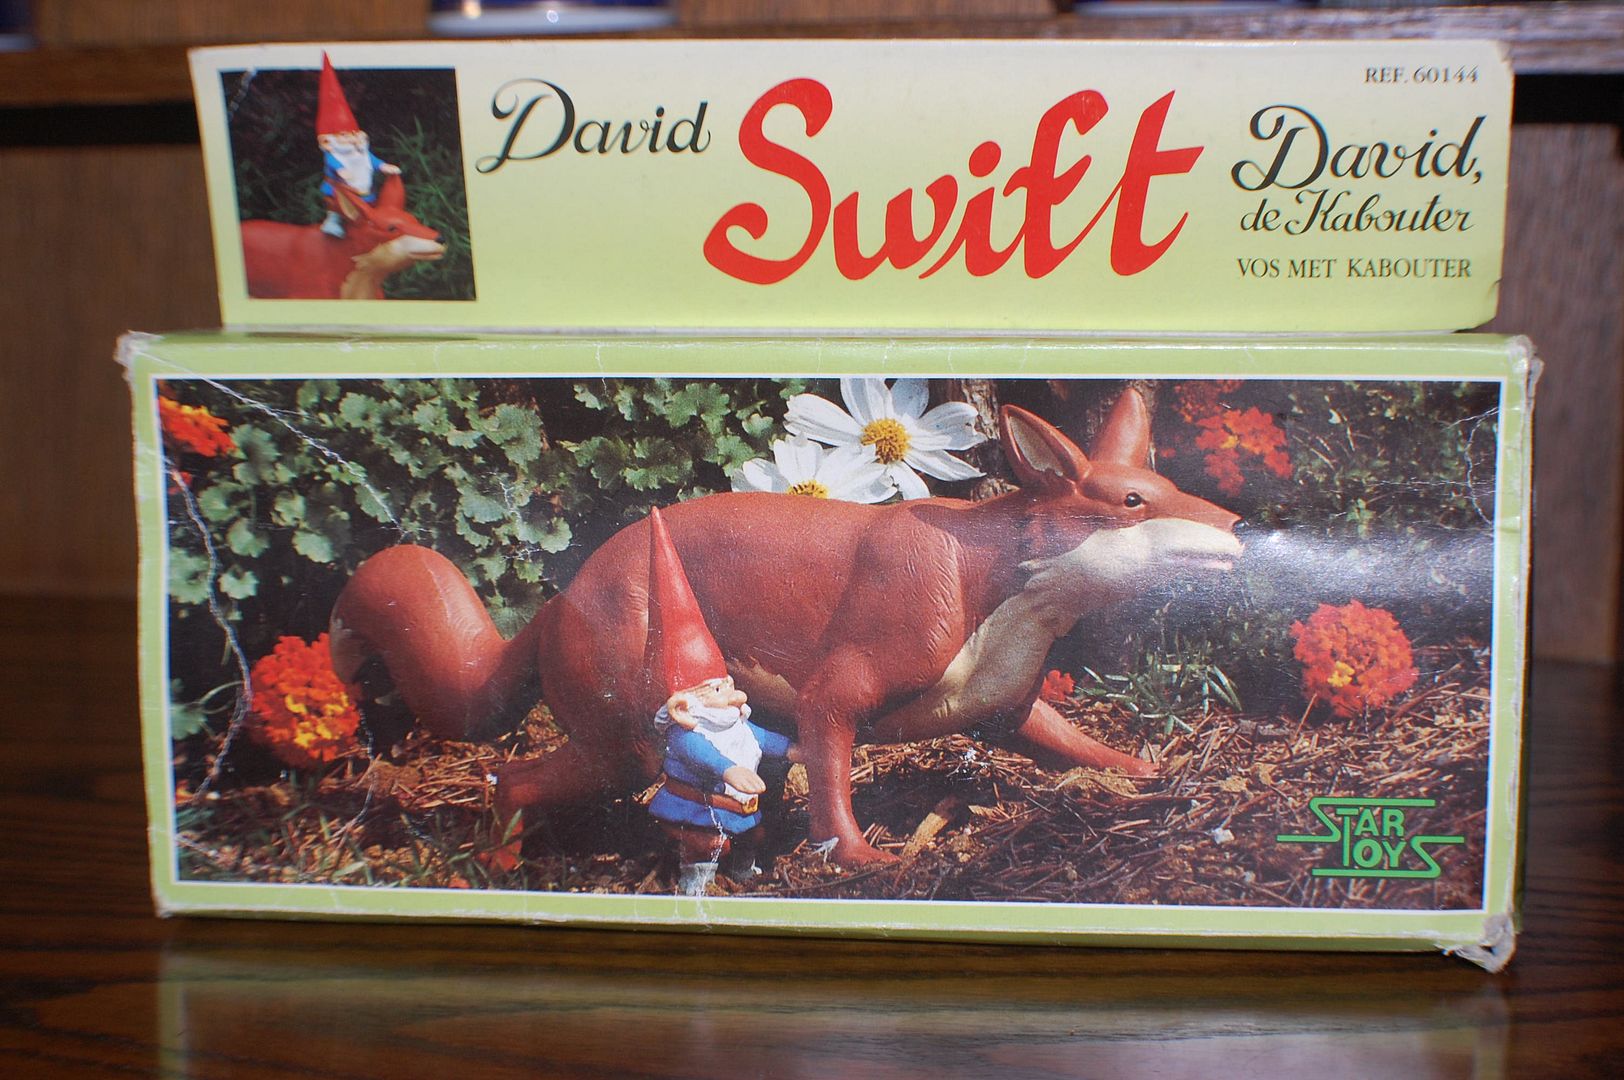 REF. 60144
David Swift
David,
de Kabouter
VOS MET KABOUTER
STAR
TOYS